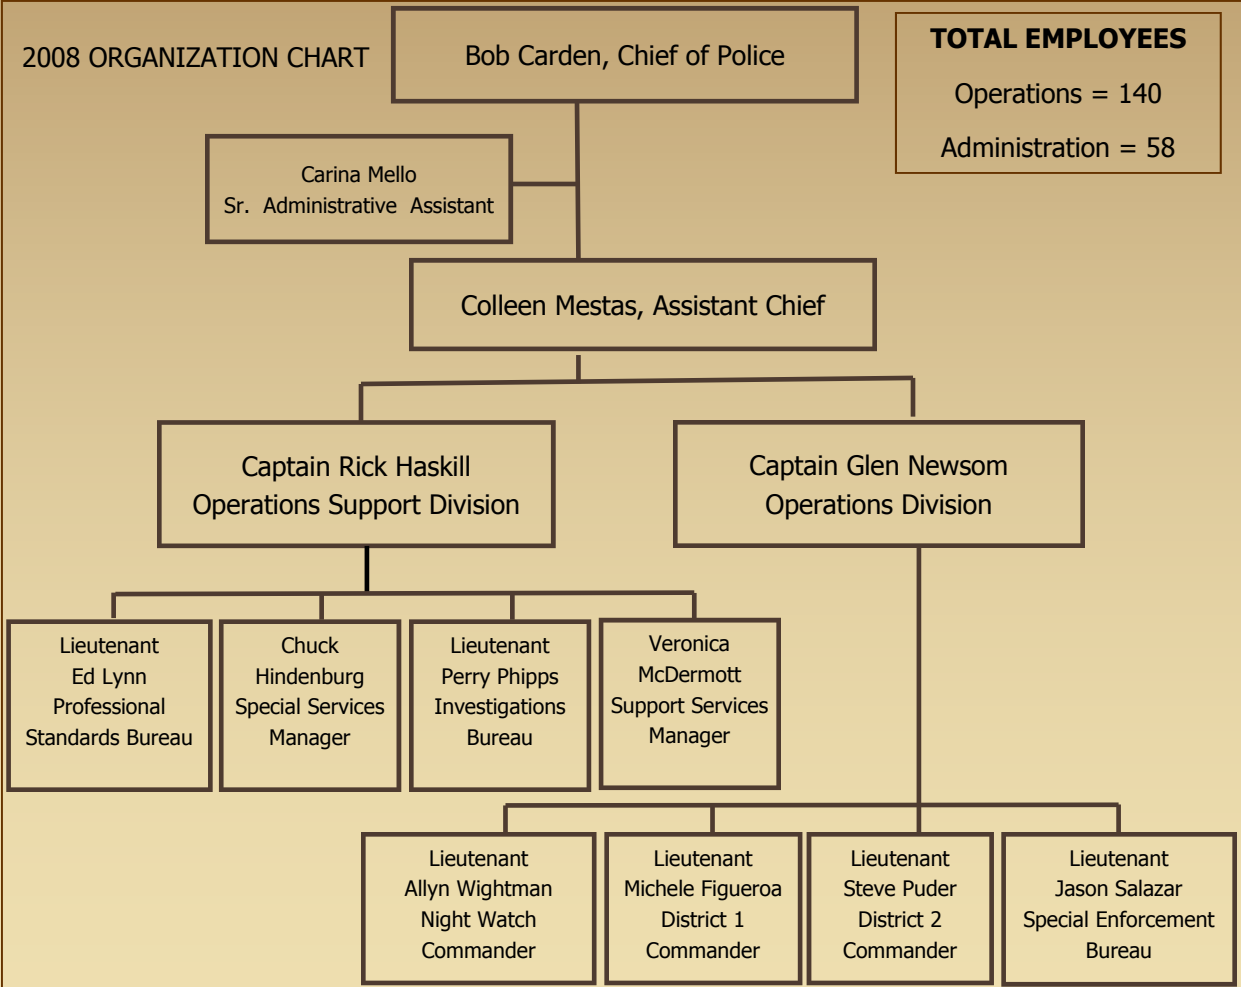 2008 ORGANIZATION CHART
Bob Carden, Chief of Police
TOTAL EMPLOYEES
Operations = 140
Administration = 58
Carina Mello
Sr. Administrative Assistant
Colleen Mestas, Assistant Chief
Captain Rick Haskill
Operations Support Division
Captain Glen Newsom
Operations Division
Lieutenant
Ed Lynn
Professional
Standards Bureau
Chuck
Hindenburg
Special Services
Manager
Lieutenant
Perry Phipps
Investigations
Bureau
Veronica
McDermott
Support Services
Manager
Lieutenant
Allyn Wightman
Night Watch
Commander
Lieutenant
Michele Figueroa
District 1
Commander
Lieutenant
Steve Puder
District 2
Commander
Lieutenant
Jason Salazar
Special Enforcement
Bureau